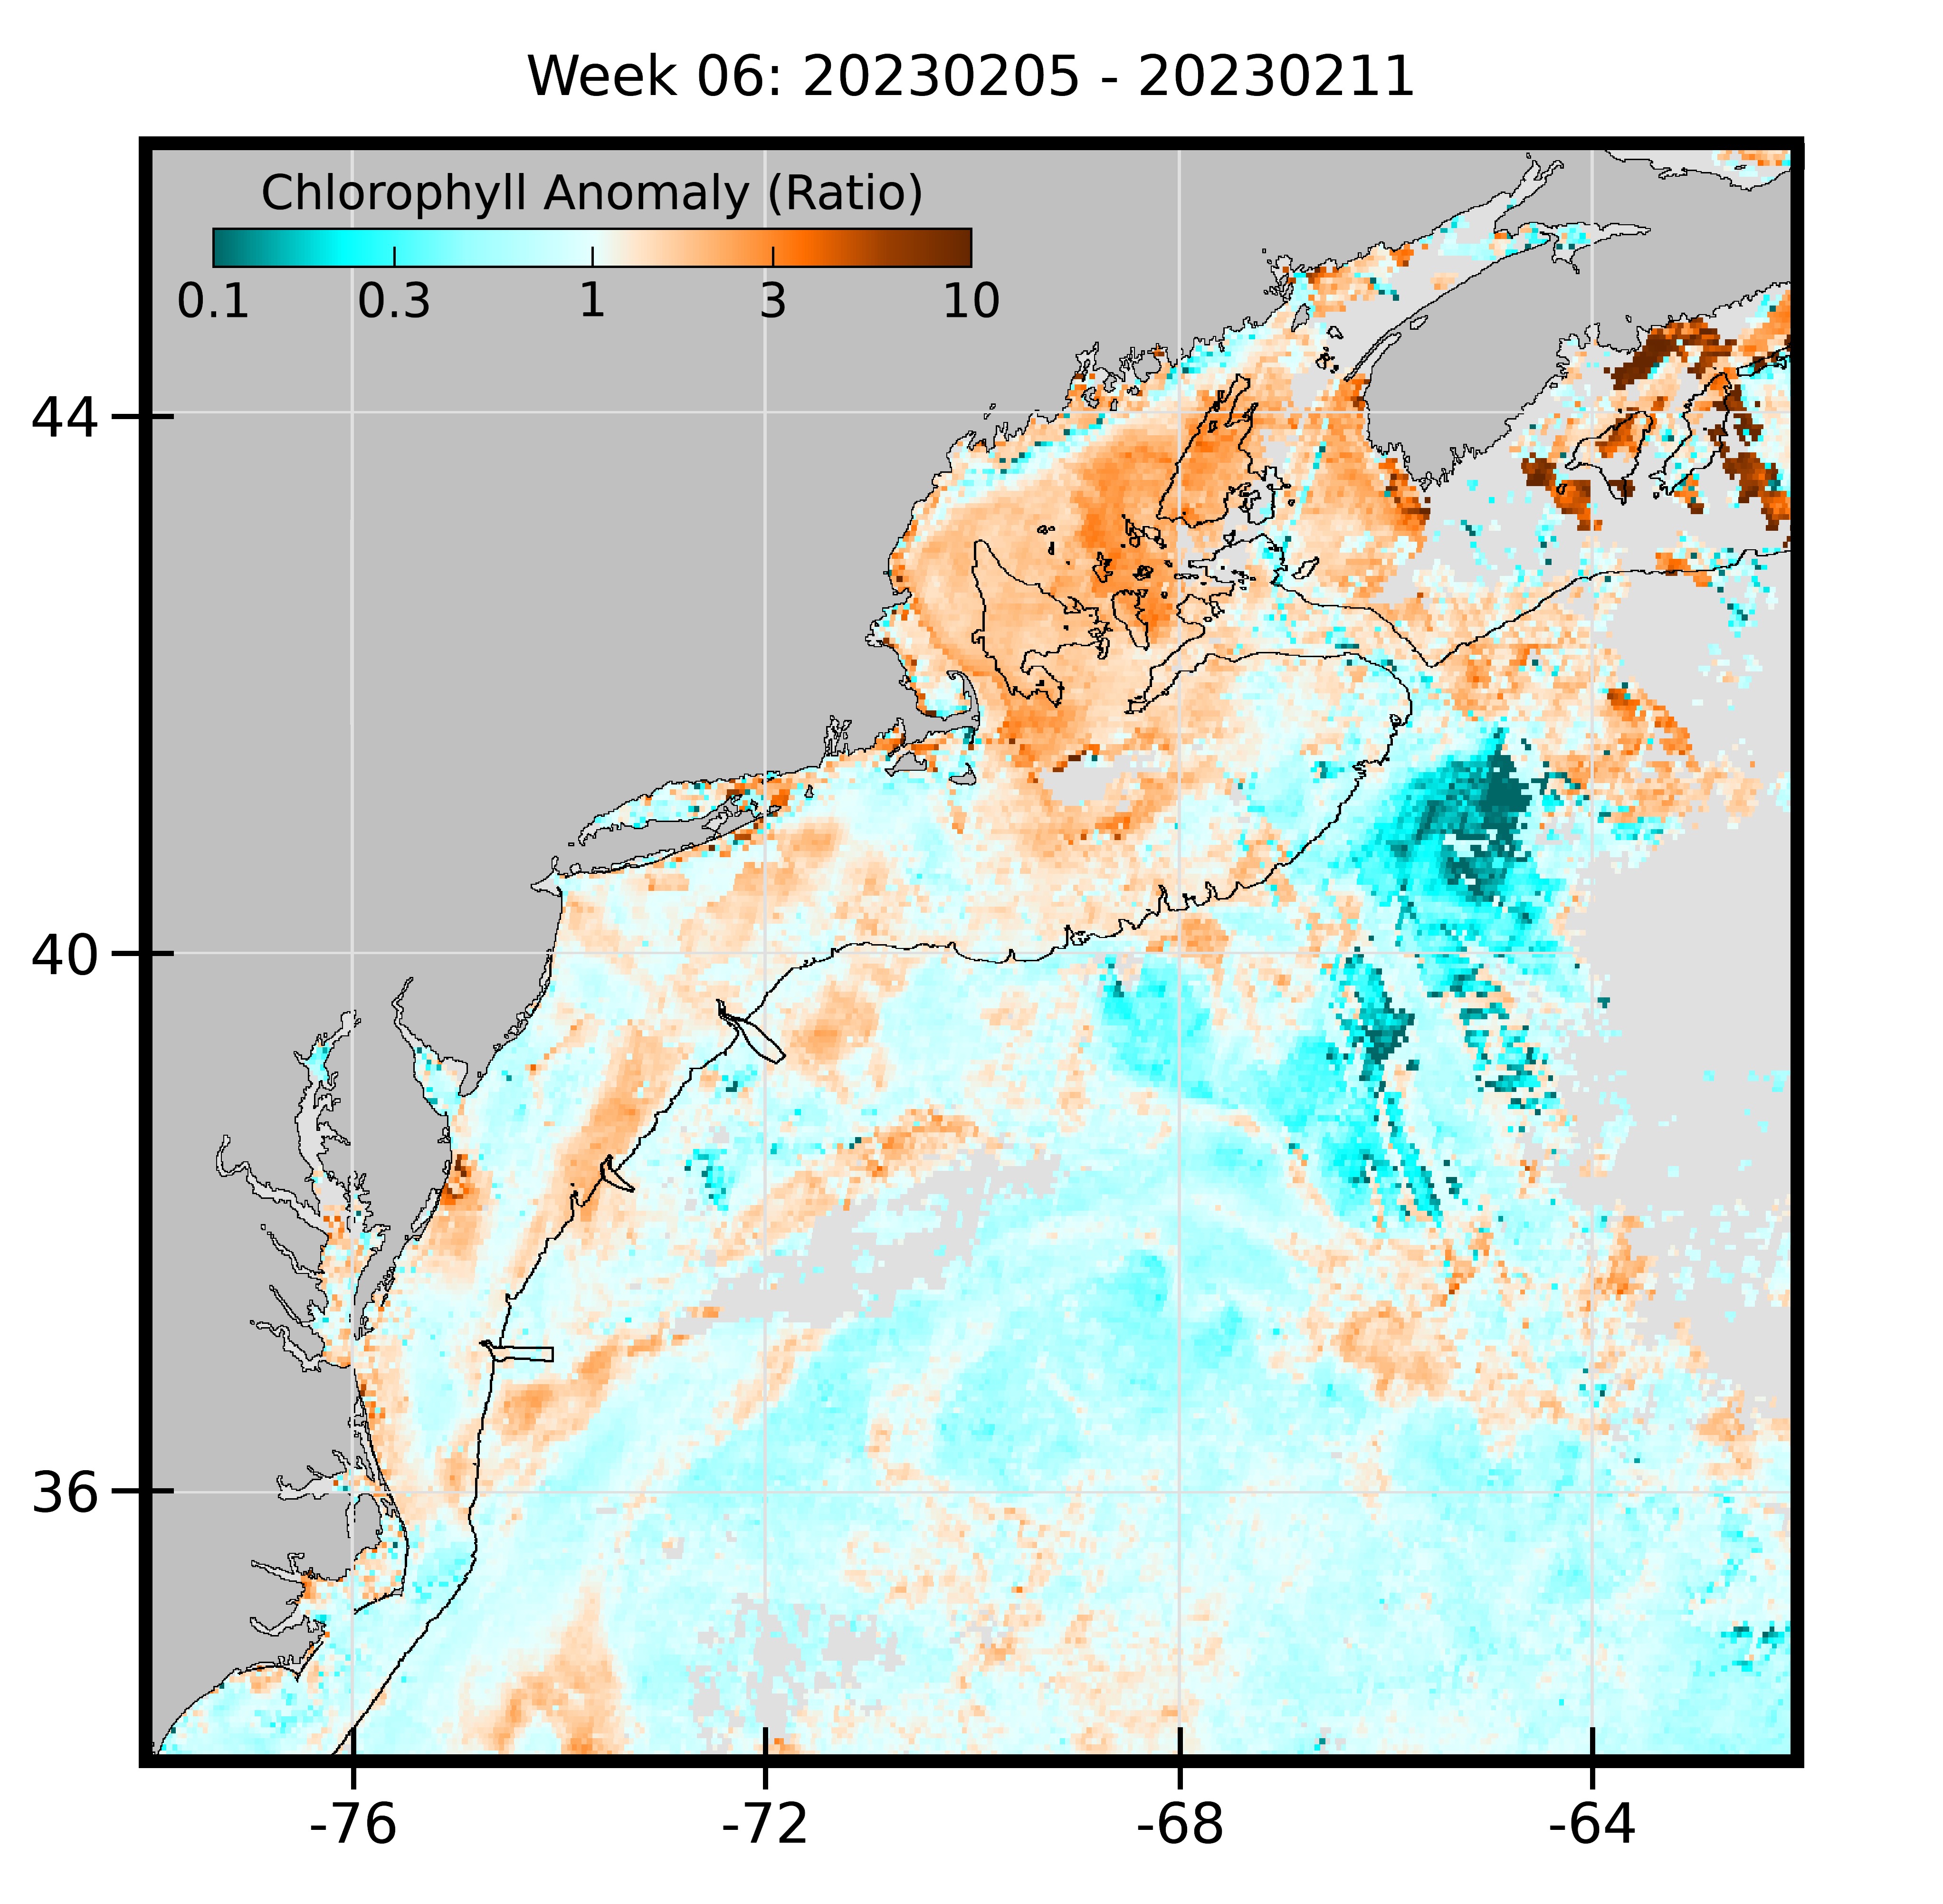 Week 06: 20230205 - 20230211
Chlorophyll Anomaly (Ratio)
0.1 0.3 1 3 10
44
40
36
-76 -72 -68 -64